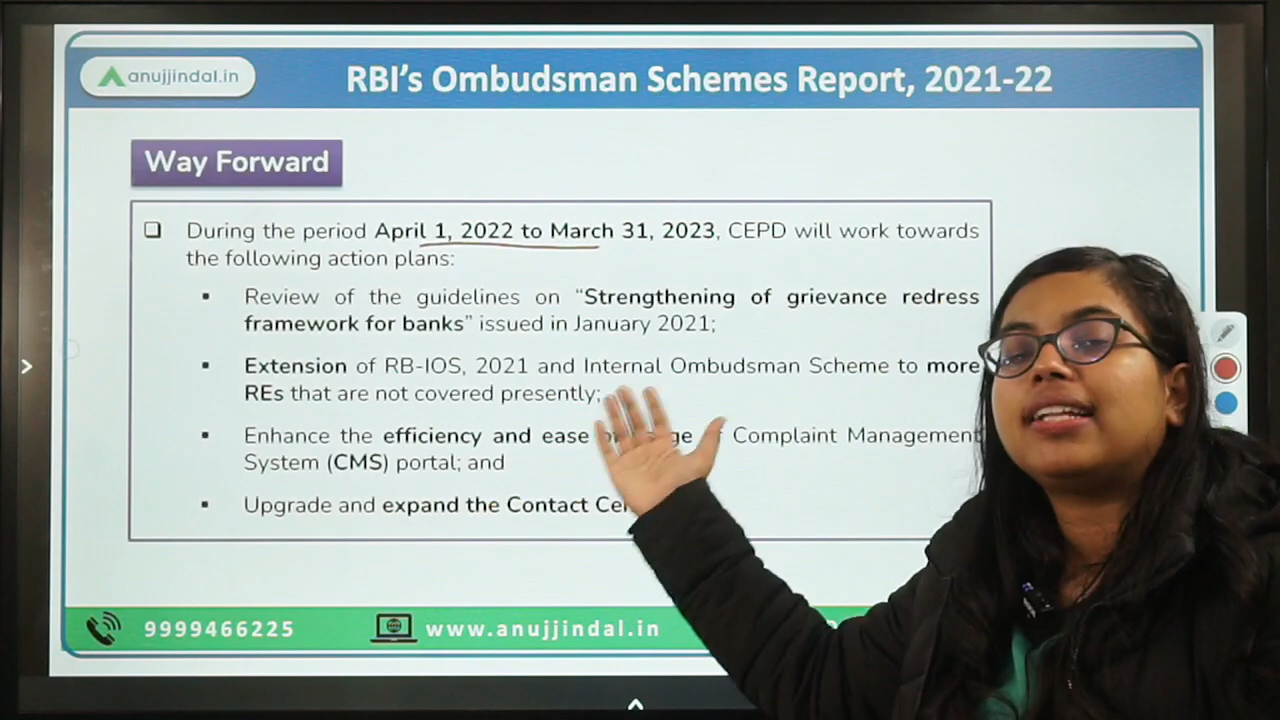 anujjindal.in
RBI's Ombudsman Schemes Report, 2021-22
Way Forward
During the period April 1, 2022 to March 31, 2023, CEPD will work towards
the following action plans:
Review of the guidelines on “Strengthening of grievance redress
framework for banks” issued in January 2021;
Extension of RB-IOS, 2021 and Internal Ombudsman Scheme to more
REs that are not covered presently;
Enhance the efficiency and ease Complaint Management
System (CMS) portal; and
Upgrade and expand the Contact
9999466225
www.anujjindal.in